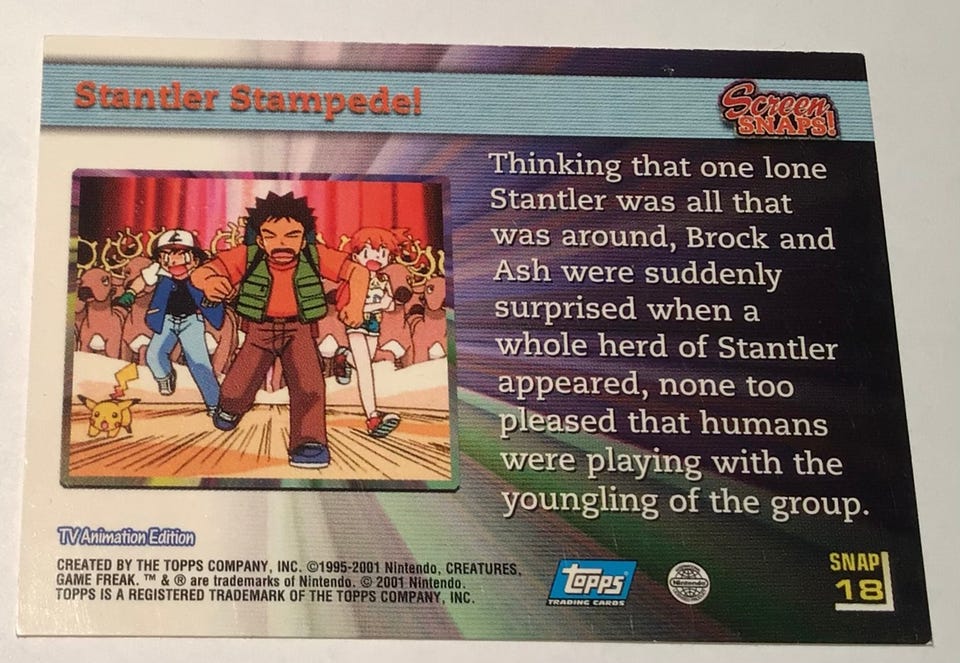 Stantler Stampede!
Screen
SNAPS!
Thinking that one lone
Stantler was all that
was around, Brock and
Ash were suddenly
surprised when a
whole herd of Stantler
appeared, none too
pleased that humans
were playing with the
youngling of the group.
TV Animation Edition
CREATED BY THE TOPPS COMPANY, INC. ©1995-2001 Nintendo, CREATURES,
GAME FREAK. ™ & ® are trademarks of Nintendo. © 2001 Nintendo.
TOPPS IS A REGISTERED TRADEMARK OF THE TOPPS COMPANY, INC.
Topps®
TRADING CARDS
Nintendo
SNAP
18